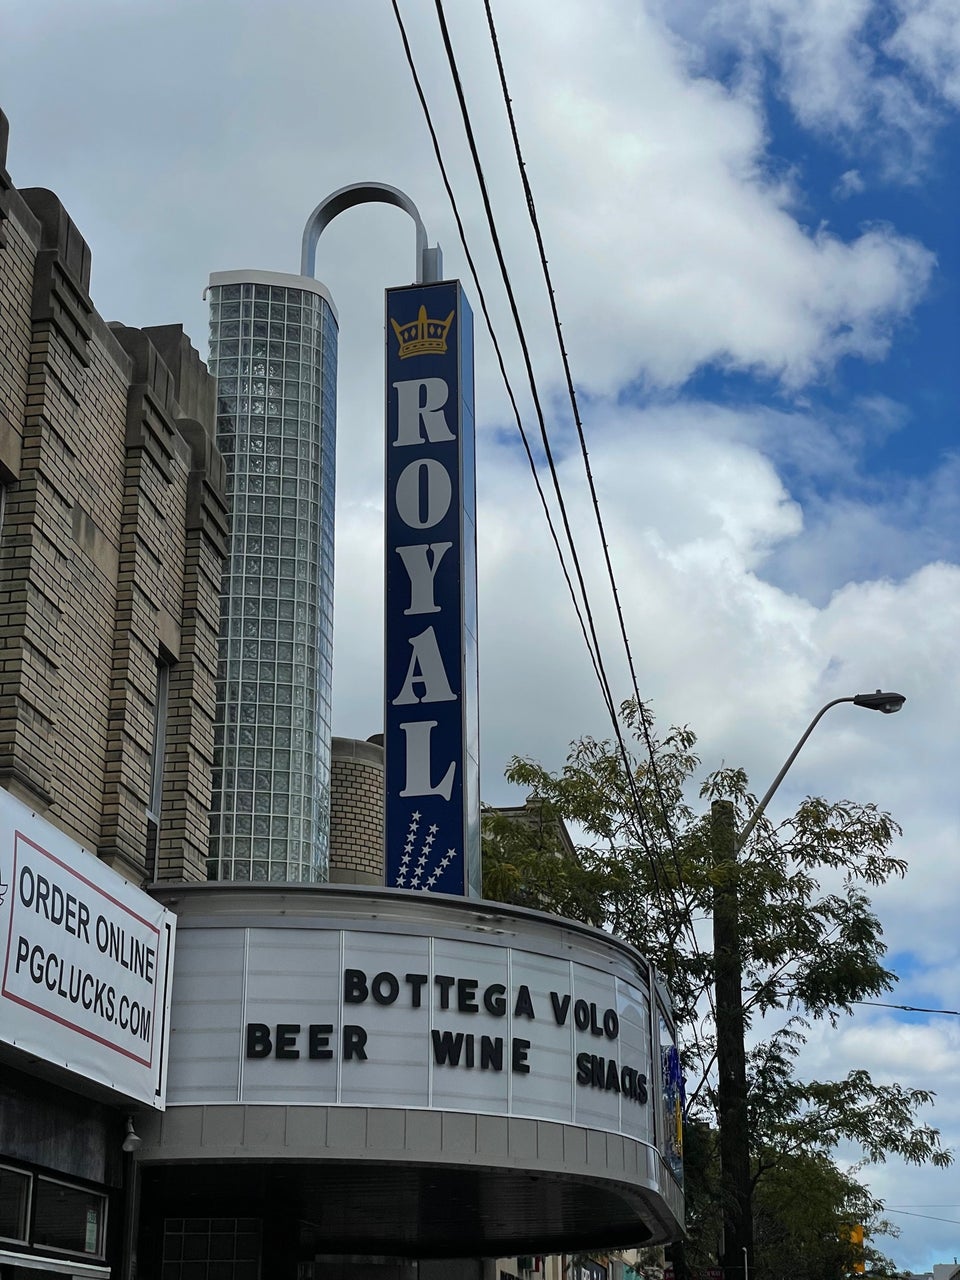 ROYAL
ORDER ONLINE
PGCLUCKS.COM
BOTTEGA VOLO
BEER WINE SNACKS